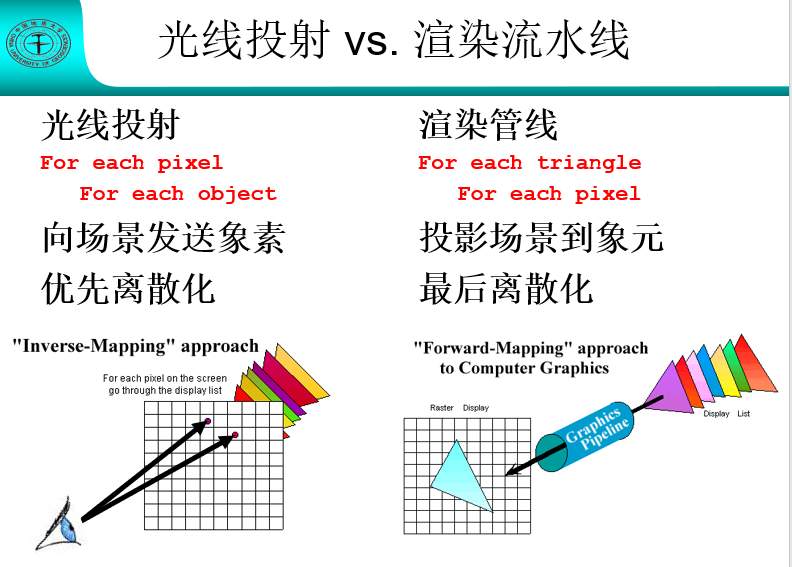 光线投射 vs. 渲染流水线
光线投射
For each pixel
For each object
向场景发送象素
优先离散化
"Inverse-Mapping" approach
For each pixel on the screen
go through the display list
渲染管线
For each triangle
For each pixel
投影场景到象元
最后离散化
"Forward-Mapping" approach
to Computer Graphics
Raster Display
Graphics
Pipeline
Display List